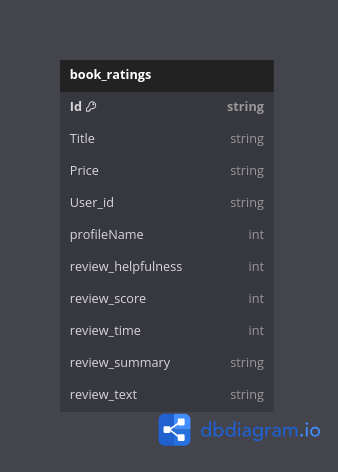 book_ratings
Id string
Title string
Price string
User_id string
profileName int
review_helpfulness int
review_score int
review_time int
review_summary string
review_text string
dbdiagram.io